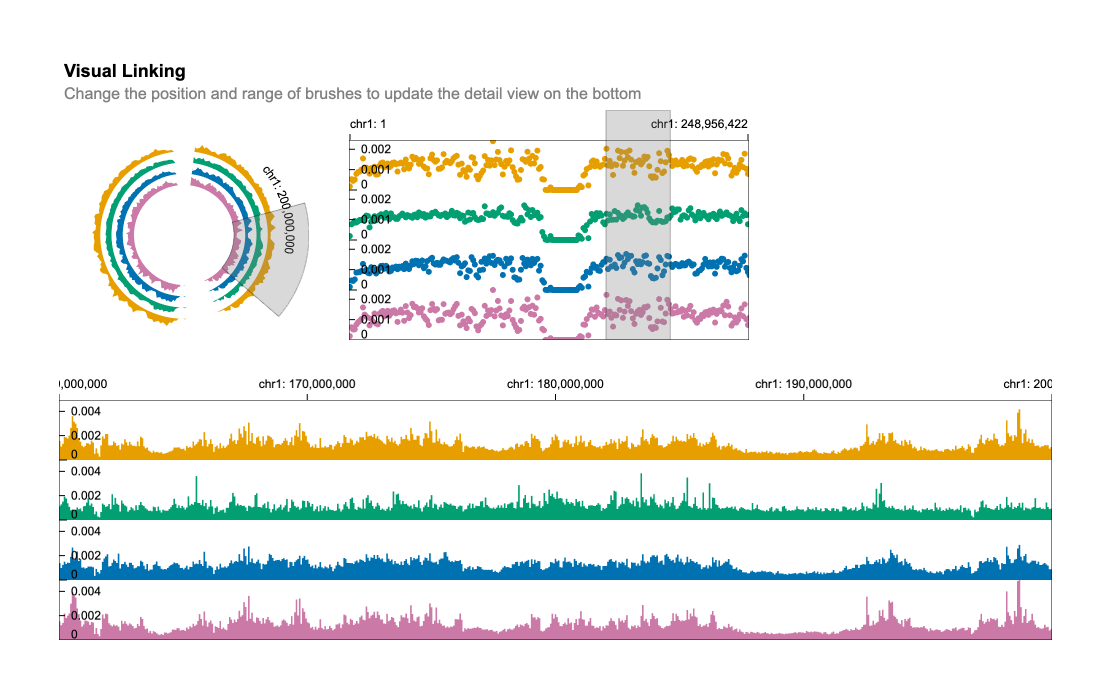 Visual Linking
Change the position and range of brushes to update the detail view on the bottom
chr1: 200,000,000
chr1: 1
chr1: 248,956,422
0.002
0.001
0
0.002
0.001
0
0.002
0.001
0
0.002
0.001
0
0,000,000
chr1: 170,000,000
chr1: 180,000,000
chr1: 190,000,000
chr1: 200
0.004
0.002
0
0.004
0.002
0
0.004
0.002
0
0.004
0.002
0